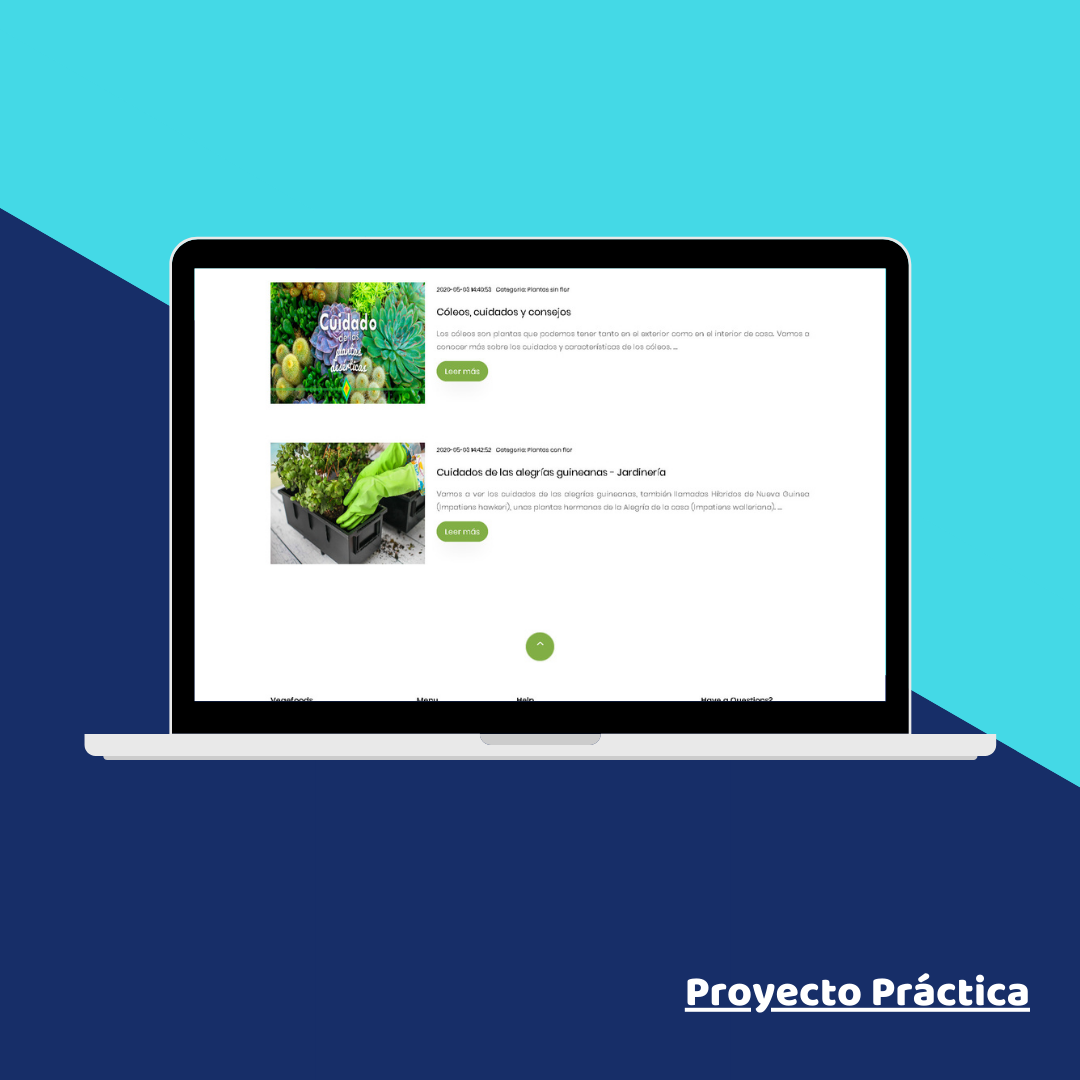 Cuidado
de las
plantas
deserticas
2020-05-03 14:40:53 Categoria: Plantas sin flor
Cóleos, cuidados y consejos
Los cóleos son plantas que podemos tener tanto en el exterior como en el interior de casa. Vamos a
conocer más sobre los cuidados y características de los cóleos. ...
Leer más
2020-05-03 14:42:52 Categoria: Plantas con flor
Cuidados de las alegrías guineanas - Jardinería
Vamos a ver los cuidados de las alegrías guineanas, también llamadas Híbridos de Nueva Guinea
(Impatiens hawkeri), unas plantas hermanas de la Alegría de la casa (Impatiens walleriana). ...
Leer más
Vegefoods Menu Help Have a Questions?
Proyecto Práctica